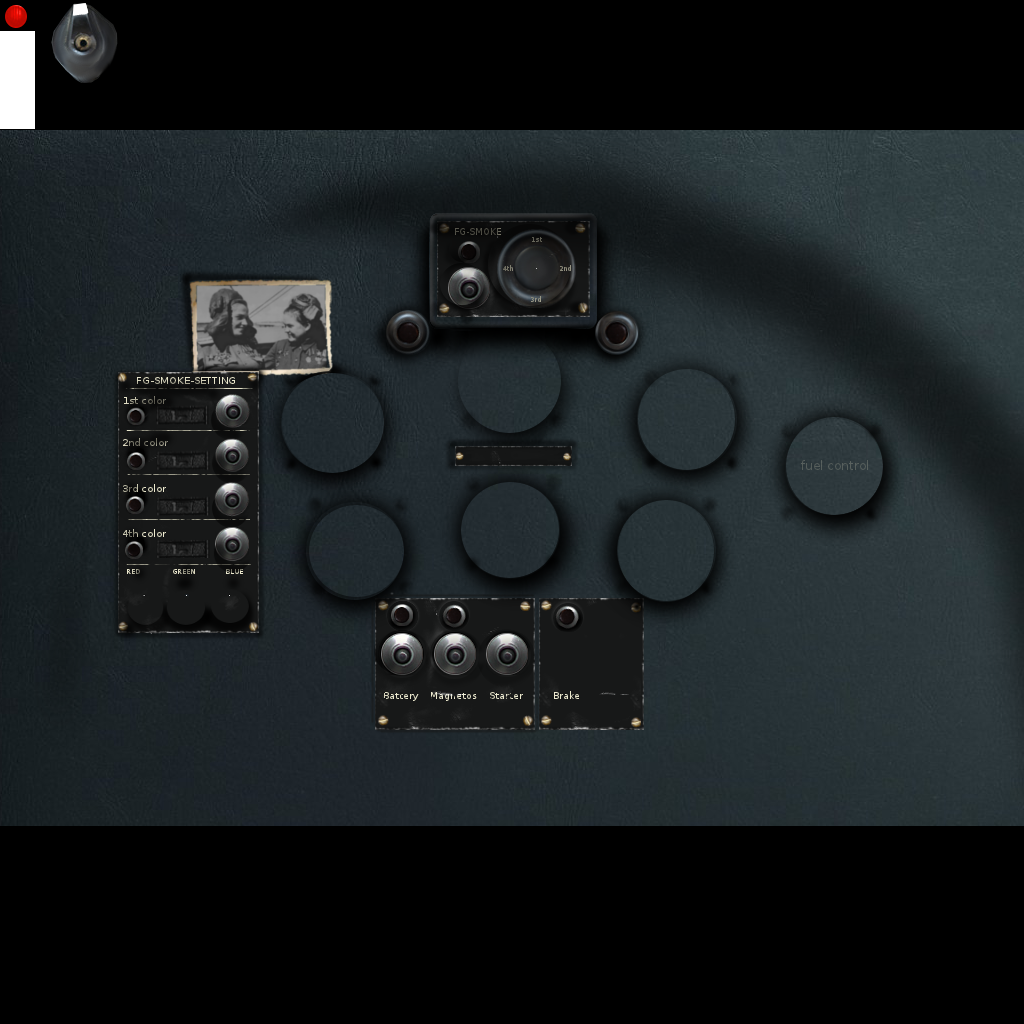 FG-SMOKE
1st
4th
2nd
3rd
FG-SMOKE-SETTING
1st color
2nd color
3rd color
4th color
RED GREEN BLUE
fuel control
Battery Magnetos Starter
Brake